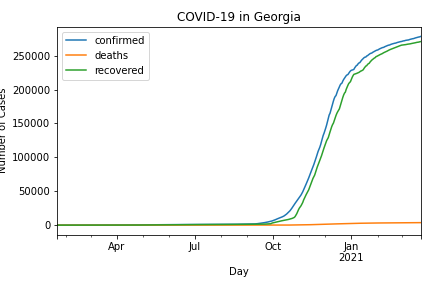 COVID-19 in Georgia
confirmed
deaths
recovered
250000
200000
150000
100000
50000
0
Number of Cases
Apr
Jul
Oct
Jan
2021
Day